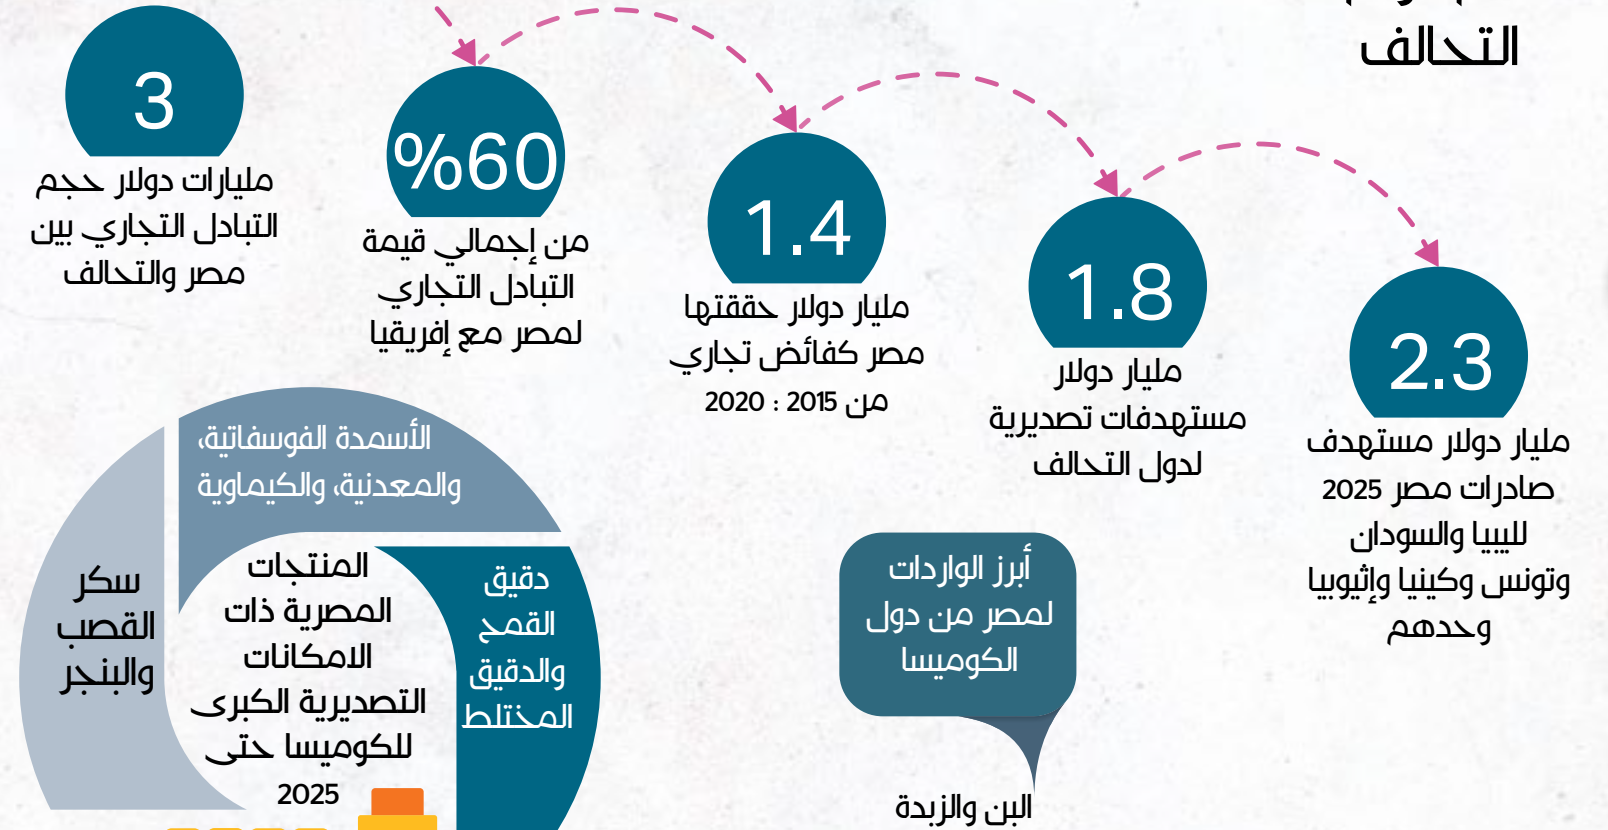 التحالف
3
مليارات دولار حجم
التبادل التجاري بين
مصر والتحالف
%60
من إجمالي قيمة
التبادل التجاري
لمصر مع إفريقيا
1.4
مليار دولار حققتها
مصر كفائض تجاري
من 2015 : 2020
1.8
مليار دولار
مستهدفات تصديرية
لدول التحالف
2.3
مليار دولار مستهدف
صادرات مصر 2025
لليبيا والسودان
وتونس وكينيا وإثيوبيا
وحدهم
الأسمدة الفوسفاتية،
والمعدنية، والكيماوية
سكر
القصب
والبنجر
المنتجات
المصرية ذات
الامكانات
التصديرية الكبرى
للكوميسا حتى
2025
دقيق
القمح
والدقيق
المختلط
أبرز الواردات
لمصر من دول
الكوميسا
البن والزبدة